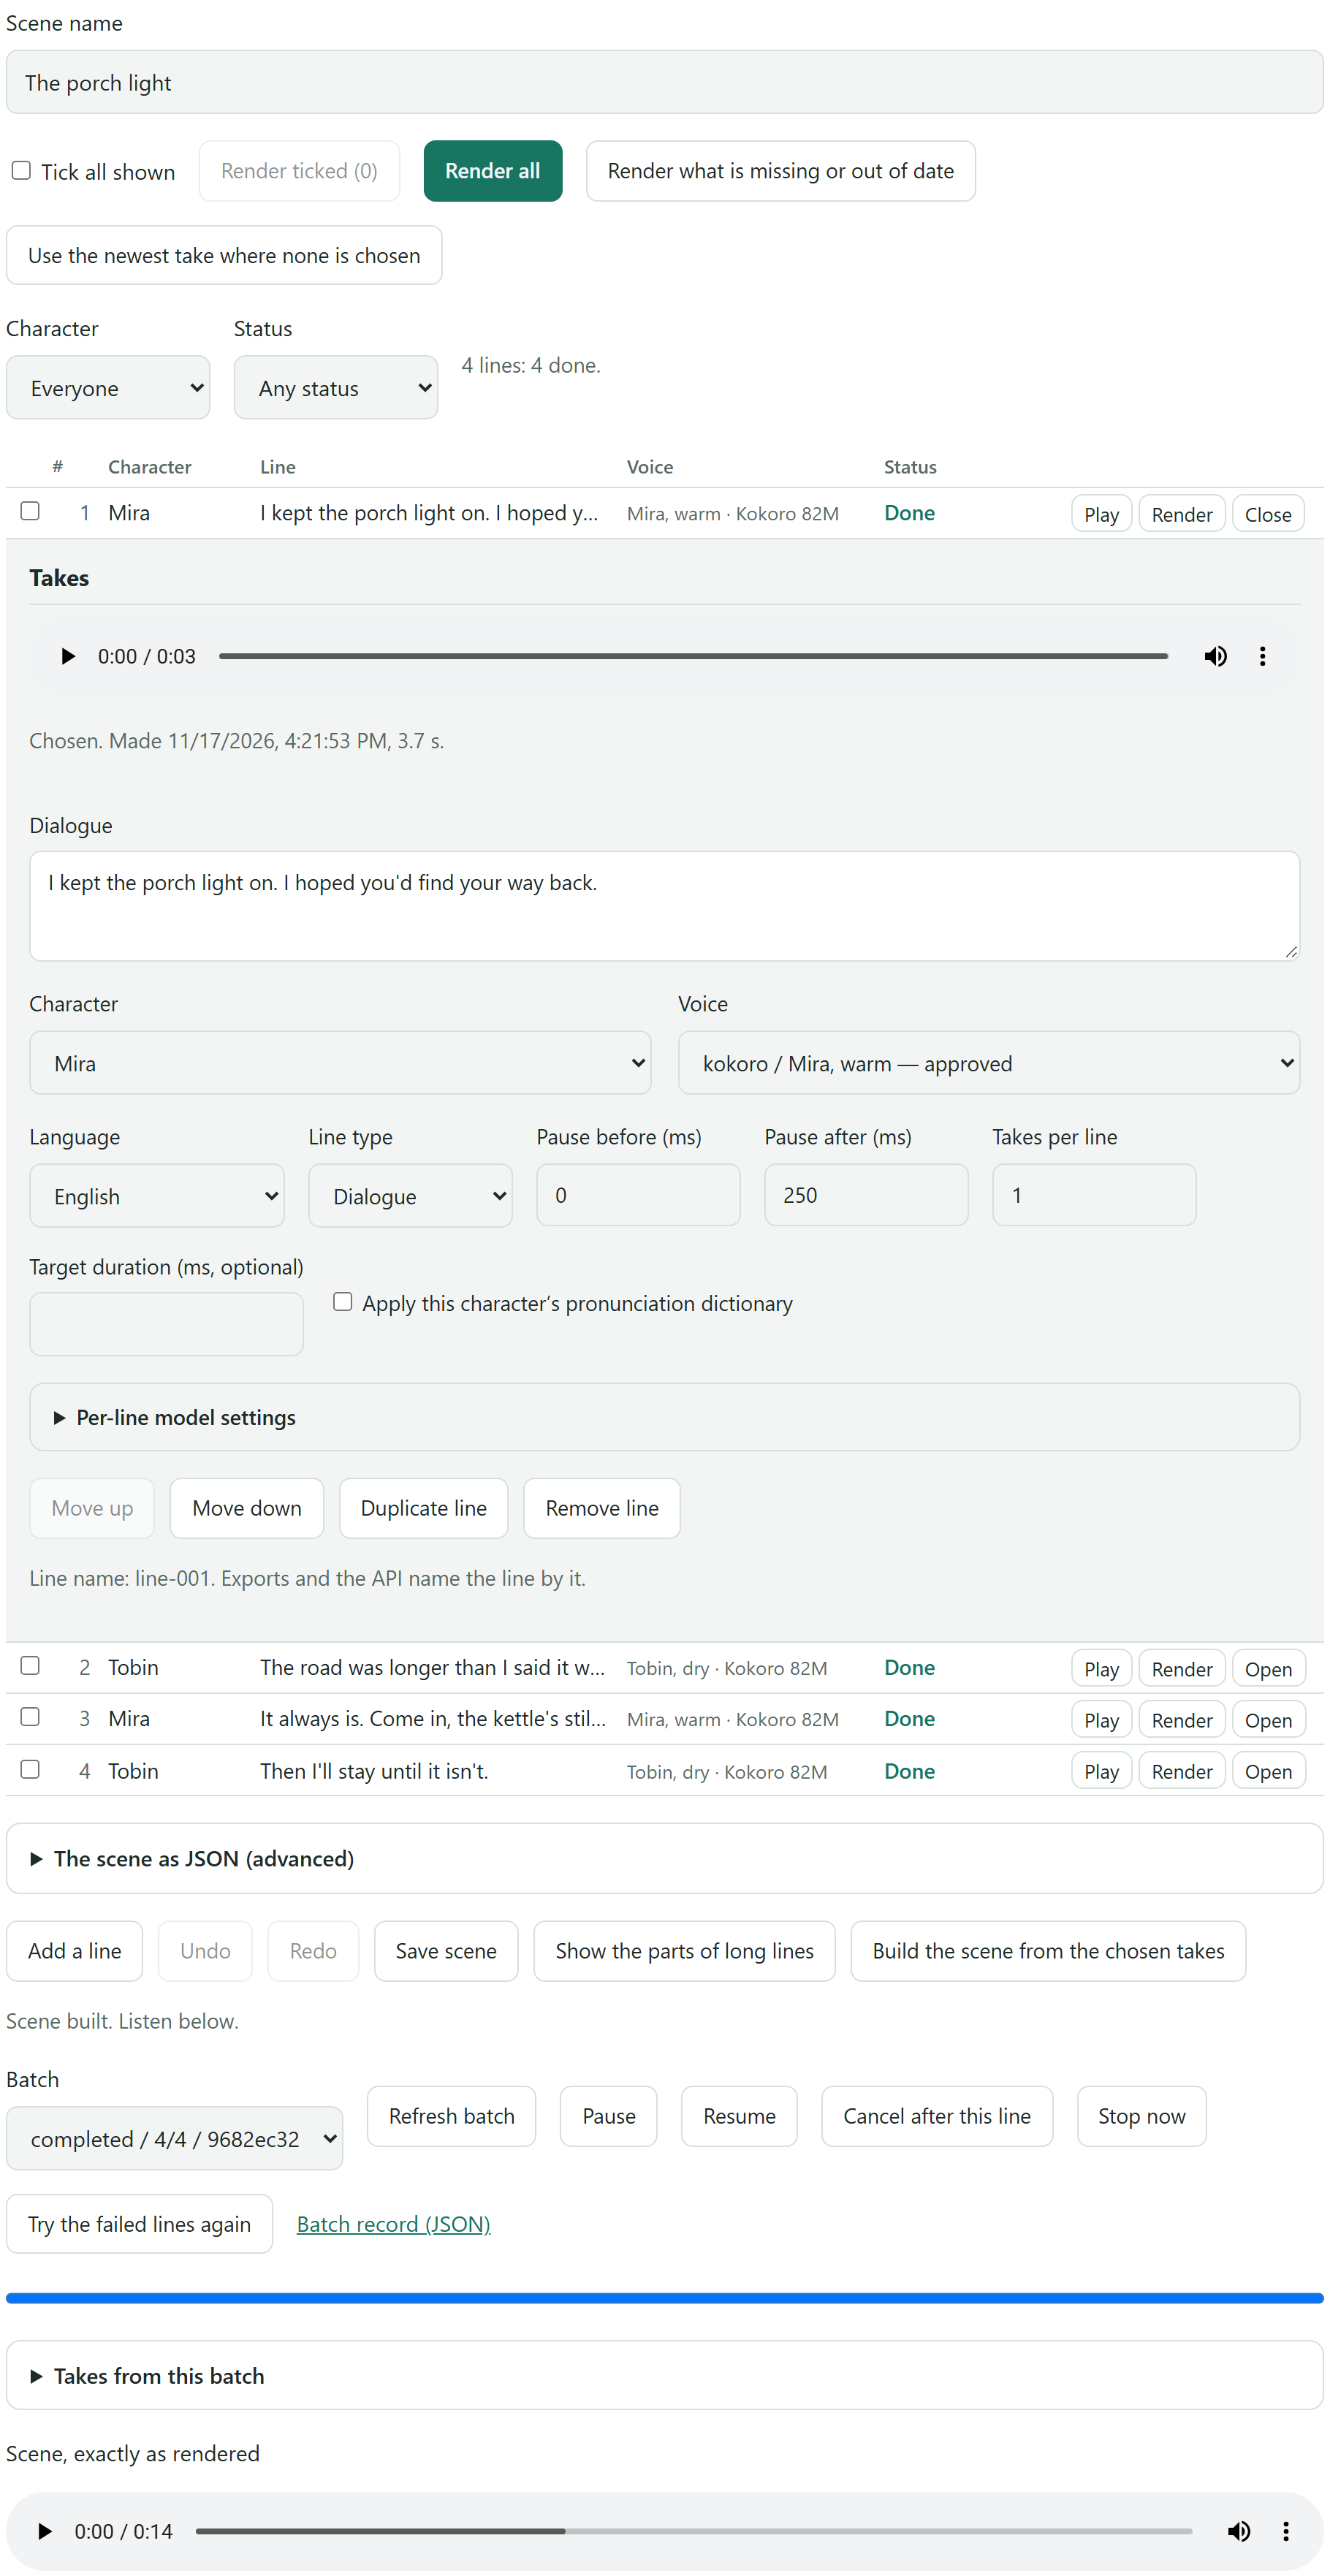 Scene name
The porch light
Tick all shown
Render ticked (0)
Render all
Render what is missing or out of date
Use the newest take where none is chosen
Character
Status
Everyone
Any status
4 lines: 4 done.
# Character Line Voice Status
1 Mira I kept the porch light on. I hoped y... Mira, warm · Kokoro 82M Done Play Render Close
Takes
0:00 / 0:03
Chosen. Made 11/17/2026, 4:21:53 PM, 3.7 s.
Dialogue
I kept the porch light on. I hoped you'd find your way back.
Character
Voice
Mira
kokoro / Mira, warm — approved
Language
Line type
Pause before (ms)
Pause after (ms)
Takes per line
English
Dialogue
0
250
1
Target duration (ms, optional)
Apply this character’s pronunciation dictionary
Per-line model settings
Move up
Move down
Duplicate line
Remove line
Line name: line-001. Exports and the API name the line by it.
2 Tobin The road was longer than I said it w... Tobin, dry · Kokoro 82M Done Play Render Open
3 Mira It always is. Come in, the kettle's stil... Mira, warm · Kokoro 82M Done Play Render Open
4 Tobin Then I'll stay until it isn't. Tobin, dry · Kokoro 82M Done Play Render Open
The scene as JSON (advanced)
Add a line
Undo
Redo
Save scene
Show the parts of long lines
Build the scene from the chosen takes
Scene built. Listen below.
Batch
completed / 4/4 / 9682ec32
Refresh batch
Pause
Resume
Cancel after this line
Stop now
Try the failed lines again
Batch record (JSON)
Takes from this batch
Scene, exactly as rendered
0:00 / 0:14